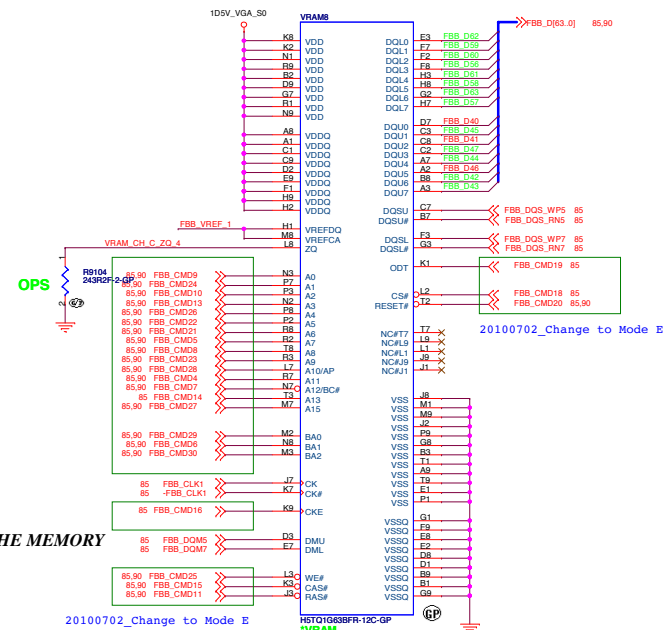 1D5V_VGA_S0
VRAM8
FBB_D[63..0] 85,90
K8 VDD
K2 VDD
N1 VDD
R9 VDD
B2 VDD
D9 VDD
G7 VDD
R1 VDD
N9 VDD
A8 VDDQ
A1 VDDQ
C1 VDDQ
C9 VDDQ
D2 VDDQ
E9 VDDQ
F1 VDDQ
H9 VDDQ
H2 VDDQ
FBB_VREF_1 H1 VREFDQ
M8 VREFCA
VRAM_CH_C_ZQ_4 L8 ZQ
OPS
1
R9104
243R2F-2-GP
2
85,90 FBB_CMD9 N3 A0
85,90 FBB_CMD24 P7 A1
85,90 FBB_CMD10 P3 A2
85,90 FBB_CMD13 N2 A3
85,90 FBB_CMD26 P8 A4
85,90 FBB_CMD22 P2 A5
85,90 FBB_CMD21 R8 A6
85,90 FBB_CMD5 R2 A7
85,90 FBB_CMD8 T8 A8
85,90 FBB_CMD23 R3 A9
85,90 FBB_CMD28 L7 A10/AP
85,90 FBB_CMD4 R7 A11
85,90 FBB_CMD7 N7 A12/BC#
85 FBB_CMD14 T3 A13
85,90 FBB_CMD27 M7 A15
85,90 FBB_CMD29 M2 BA0
85,90 FBB_CMD6 N8 BA1
85,90 FBB_CMD30 M3 BA2
85 FBB_CLK1 J7 CK
85 -FBB_CLK1 K7 CK#
85 FBB_CMD16 K9 CKE
HE MEMORY
85 FBB_DQM5 D3 DMU
85 FBB_DQM7 E7 DML
85,90 FBB_CMD25 L3 WE#
85,90 FBB_CMD15 K3 CAS#
85,90 FBB_CMD11 J3 RAS#
20100702_Change to Mode E
DQL0 E3 FBB_D62
DQL1 F7 FBB_D59
DQL2 F2 FBB_D60
DQL3 F8 FBB_D56
DQL4 H3 FBB_D61
DQL5 H8 FBB_D58
DQL6 G2 FBB_D63
DQL7 H7 FBB_D57
DQU0 D7 FBB_D40
DQU1 C3 FBB_D45
DQU2 C8 FBB_D41
DQU3 C2 FBB_D47
DQU4 A7 FBB_D44
DQU5 A2 FBB_D46
DQU6 B8 FBB_D42
DQU7 A3 FBB_D43
DQSU C7 FBB_DQS_WP5 85
DQSU# B7 FBB_DQS_RN5 85
DQSL F3 FBB_DQS_WP7 85
DQSL# G3 FBB_DQS_RN7 85
ODT K1 FBB_CMD19 85
CS# L2 FBB_CMD18 85
RESET# T2 FBB_CMD20 85,90
20100702_Change to Mode E
NC#T7 T7
NC#L9 L9
NC#L1 L1
NC#J9 J9
NC#J1 J1
VSS J8
VSS M1
VSS M9
VSS J2
VSS P9
VSS G8
VSS B3
VSS T1
VSS A9
VSS T9
VSS E1
VSS P1
VSSQ G1
VSSQ F9
VSSQ E8
VSSQ E2
VSSQ D8
VSSQ D1
VSSQ B9
VSSQ B1
VSSQ G9
H5TQ1G63BFR-12C-GP
GP
*VRAM